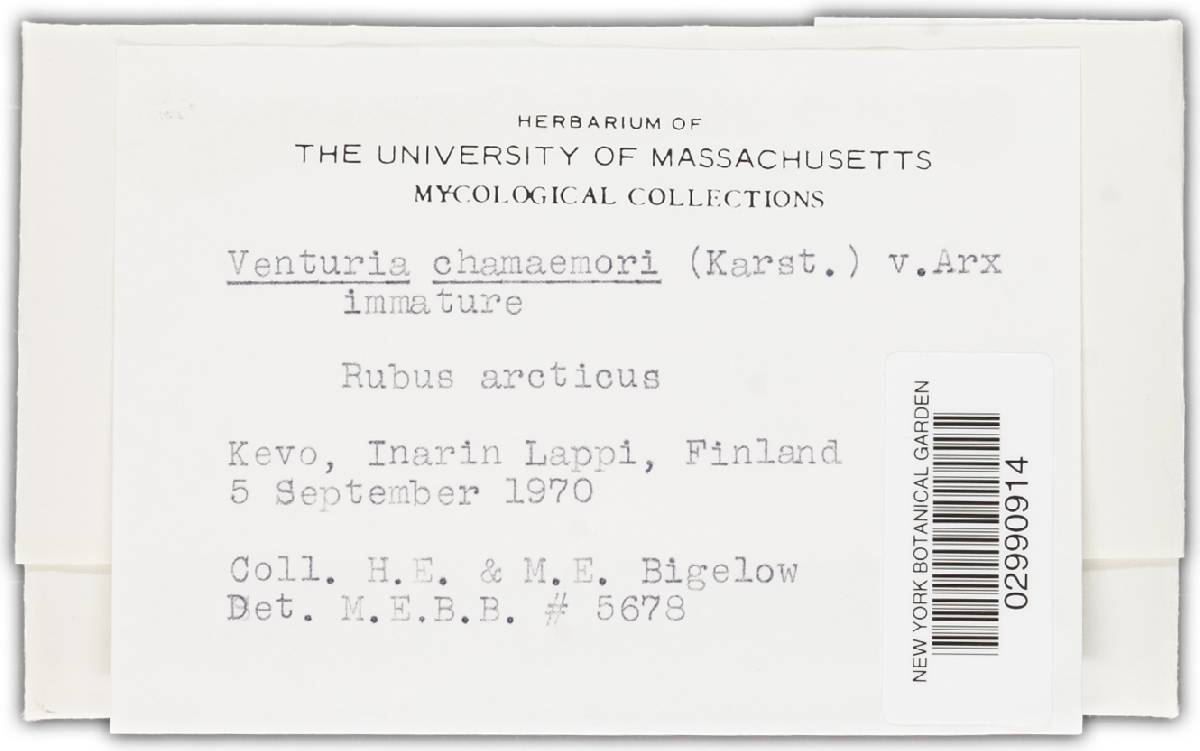 HERBARIUM OF
THE UNIVERSITY OF MASSACHUSETTS
MYCOLOGICAL COLLECTIONS
Venturia chamaemori (Karst.) v.Arx
immature
Rubus arcticus
Kevo, Inarin Lappi, Finland
5 September 1970
Coll. H.E. & M.E. Bigelow
Det. M.E.B.B. # 5678
NEW YORK BOTANICAL GARDEN
02990914